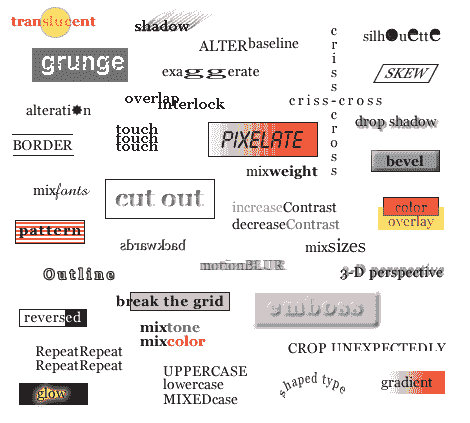 translucent
shadow
ALTERbaseline
criss-cross
silhouette
grunge
exaggerate
SKEW
alteration
overlap
interlock
criss-cross
drop shadow
BORDER
touch
touch
touch
PIXELATE
bevel
mixweight
mixfonts
cut out
increaseContrast
decreaseContrast
color
overlay
pattern
backwards
mixsizes
Outline
motionBLUR
3-D perspective
break the grid
emboss
reversed
mixtone
mixcolor
RepeatRepeat
RepeatRepeat
CROP UNEXPECTEDLY
UPPERCASE
lowercase
MIXEDcase
shaped type
gradient
glow